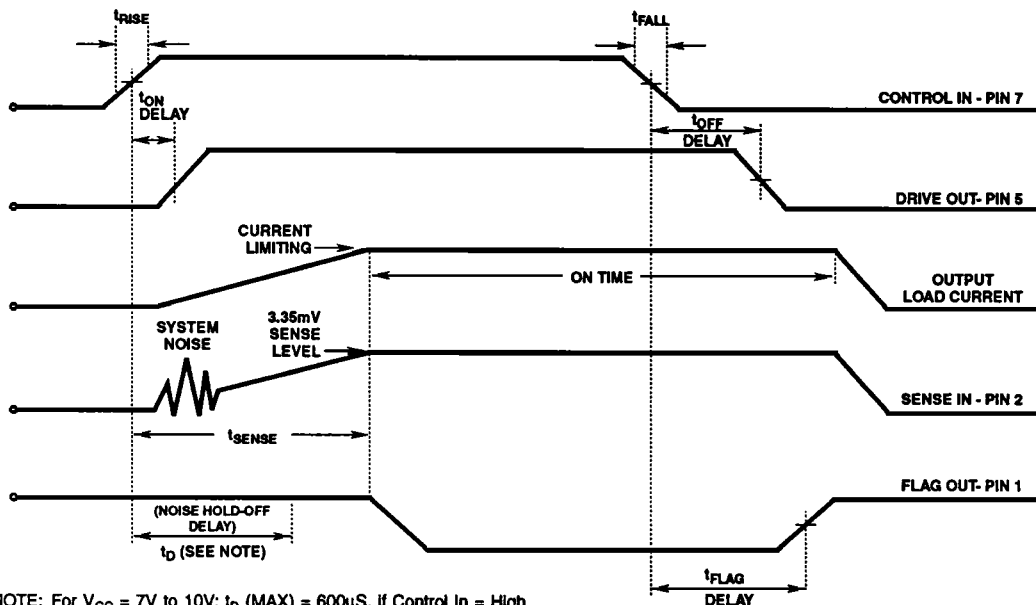 tRISE
tFALL
CONTROL IN - PIN 7
tON
DELAY
tOFF
DELAY
DRIVE OUT- PIN 5
CURRENT
LIMITING
ON TIME
OUTPUT
LOAD CURRENT
SYSTEM
NOISE
3.35mV
SENSE
LEVEL
SENSE IN - PIN 2
tSENSE
FLAG OUT- PIN 1
(NOISE HOLD-OFF
DELAY)
tD (SEE NOTE)
tFLAG
DELAY
NOTE: For VCC = 7V to 10V: tD (MAX) = 600µS, if Control In = High